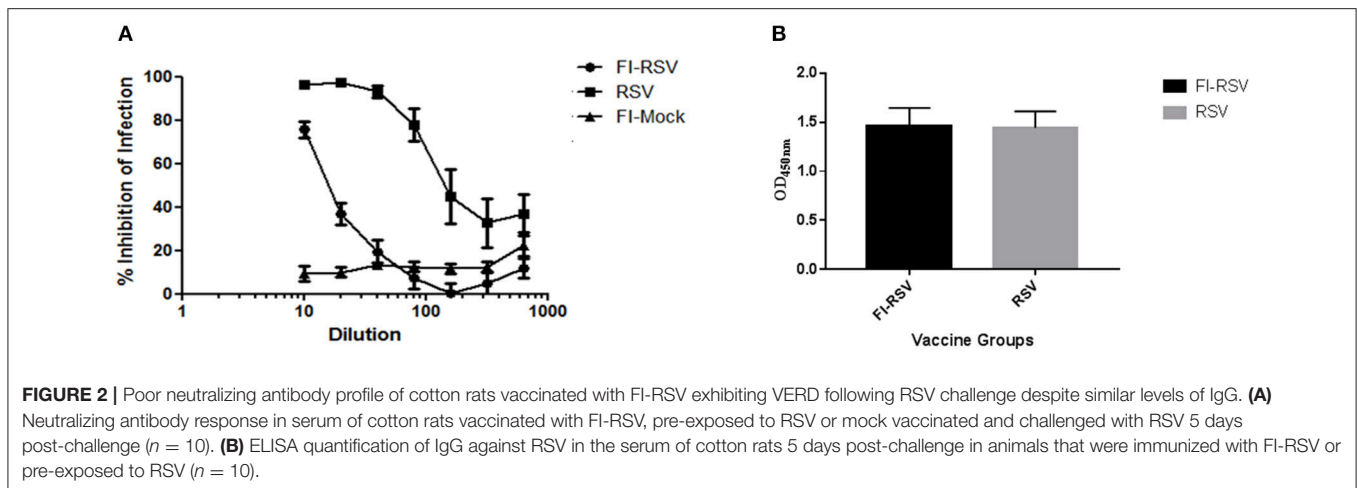 A
% Inhibition of Infection
100
80
60
40
20
0
1
10
100
1000
Dilution
FI-RSV
RSV
FI-Mock
B
OD450nm
2.0
1.5
1.0
0.5
0.0
FI-RSV
RSV
Vaccine Groups
FI-RSV
RSV
FIGURE 2 | Poor neutralizing antibody profile of cotton rats vaccinated with FI-RSV exhibiting VERD following RSV challenge despite similar levels of IgG. (A)
Neutralizing antibody response in serum of cotton rats vaccinated with FI-RSV, pre-exposed to RSV or mock vaccinated and challenged with RSV 5 days
post-challenge (n = 10). (B) ELISA quantification of IgG against RSV in the serum of cotton rats 5 days post-challenge in animals that were immunized with FI-RSV or
pre-exposed to RSV (n = 10).